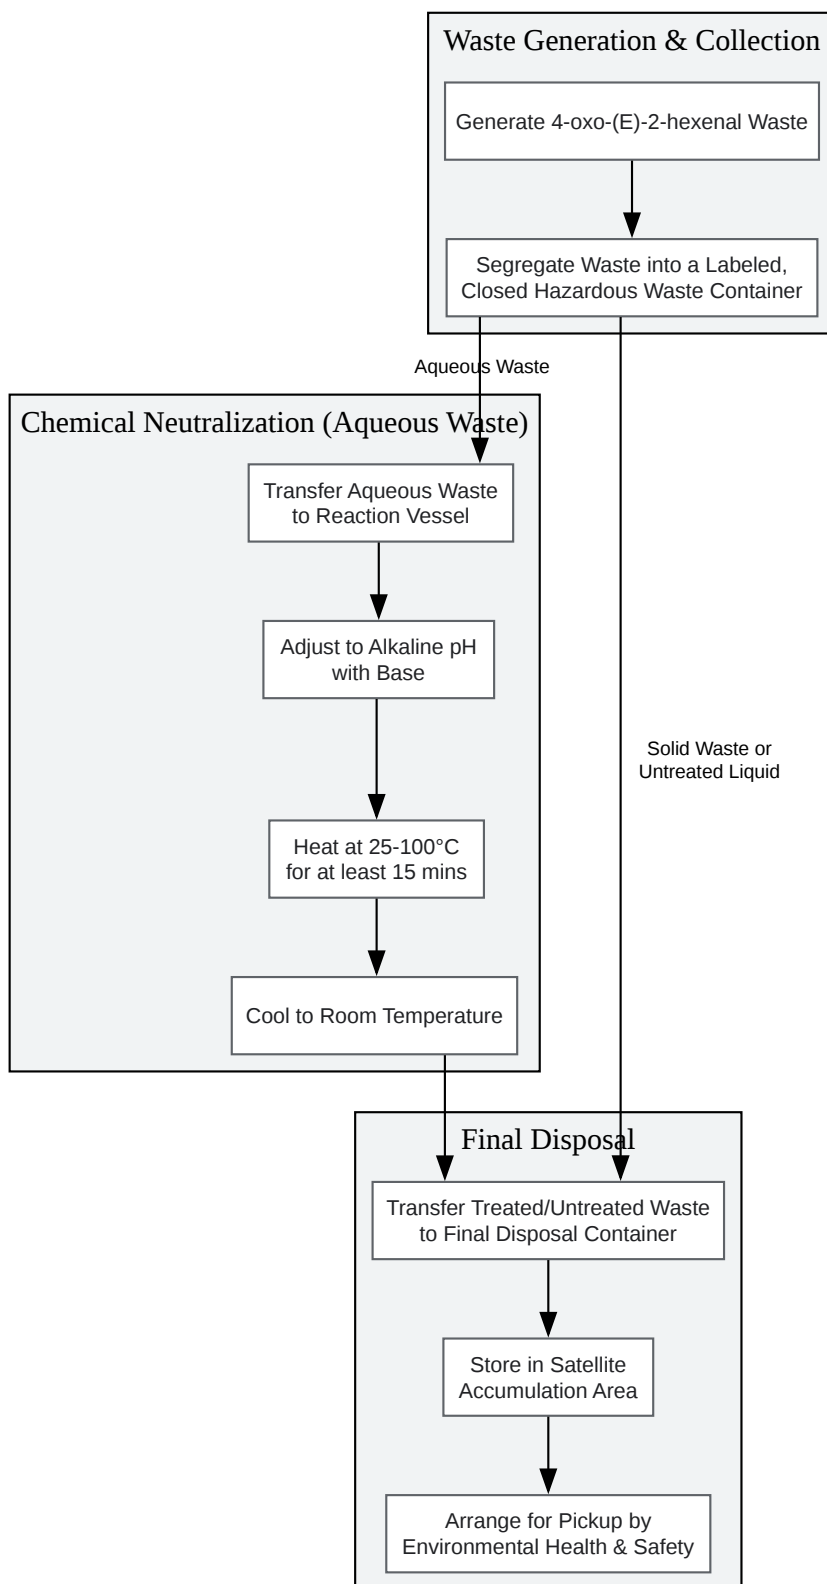 Waste Generation & Collection
Generate 4-oxo-(E)-2-hexenal Waste
Segregate Waste into a Labeled,
Closed Hazardous Waste Container
Aqueous Waste
Chemical Neutralization (Aqueous Waste)
Transfer Aqueous Waste
to Reaction Vessel
Adjust to Alkaline pH
with Base
Solid Waste or
Untreated Liquid
Heat at 25-100°C
for at least 15 mins
Cool to Room Temperature
Final Disposal
Transfer Treated/Untreated Waste
to Final Disposal Container
Store in Satellite
Accumulation Area
Arrange for Pickup by
Environmental Health & Safety